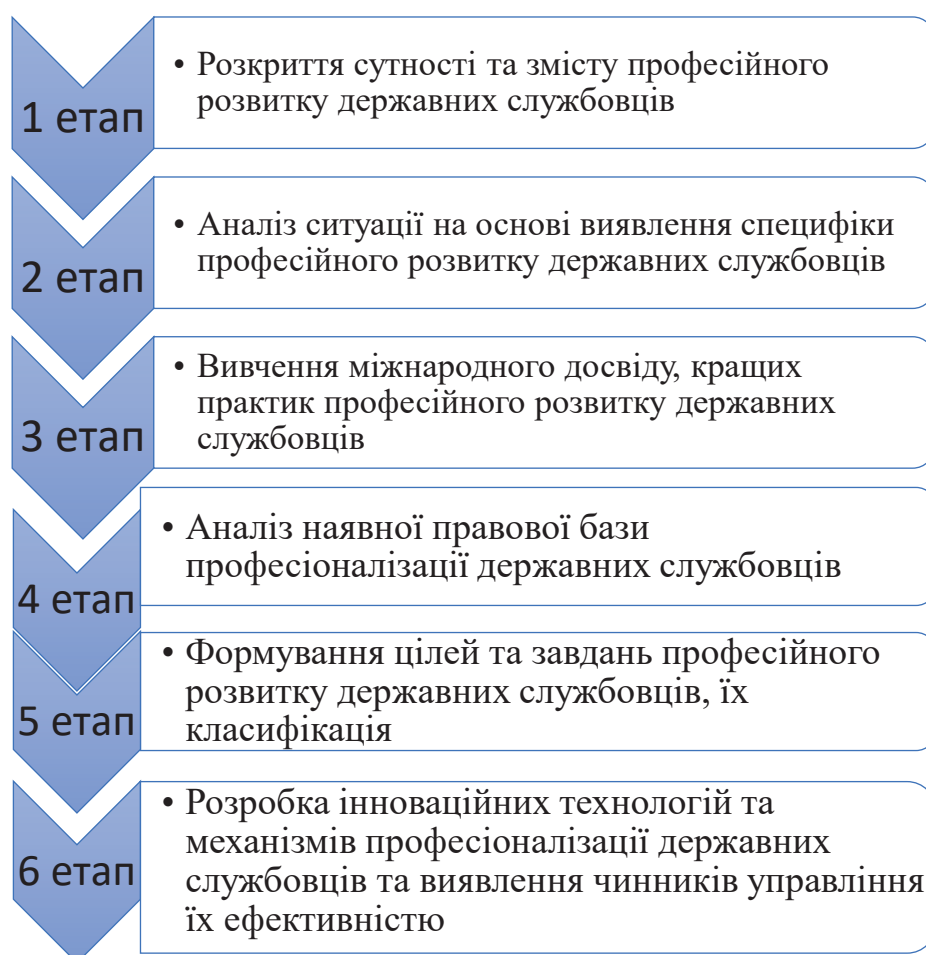 1 етап
• Розкриття сутності та змісту професійного
розвитку державних службовців
2 етап
• Аналіз ситуації на основі виявлення специфіки
професійного розвитку державних службовців
3 етап
• Вивчення міжнародного досвіду, кращих
практик професійного розвитку державних
службовців
4 етап
• Аналіз наявної правової бази
професіоналізації державних службовців
5 етап
• Формування цілей та завдань професійного
розвитку державних службовців, їх
класифікація
6 етап
• Розробка інноваційних технологій та
механізмів професіоналізації державних
службовців та виявлення чинників управління
їх ефективністю